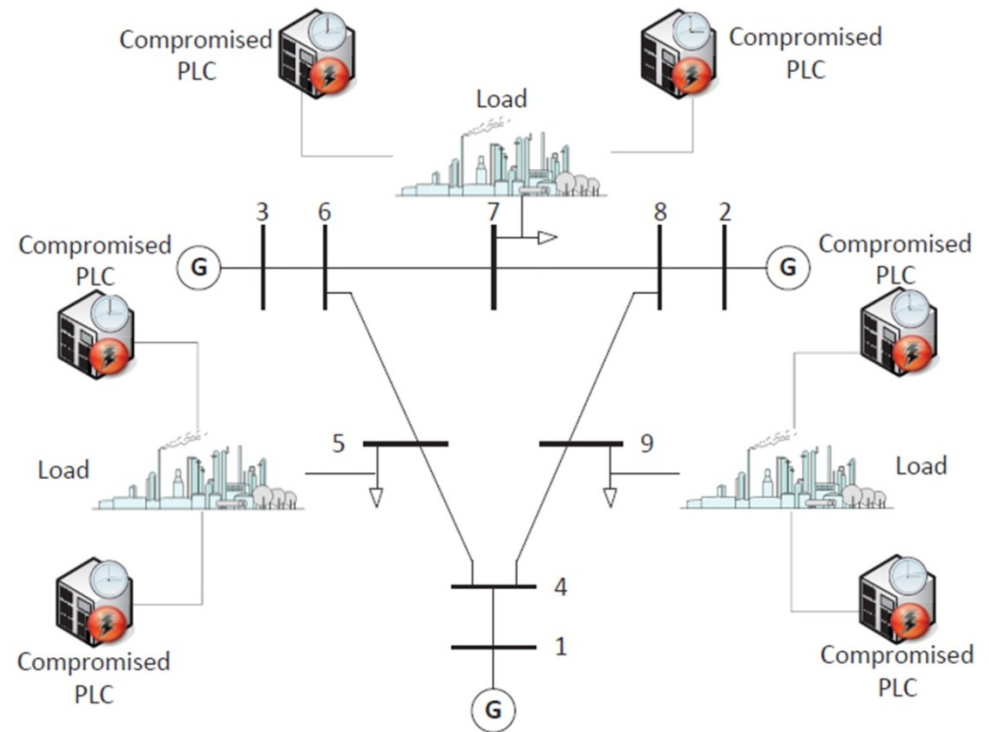 Compromised
PLC
Compromised
PLC
Load
3
6
7
8
2
Compromised
PLC
G
G
Compromised
PLC
5
9
Load
Load
4
Compromised
PLC
1
Compromised
PLC
G